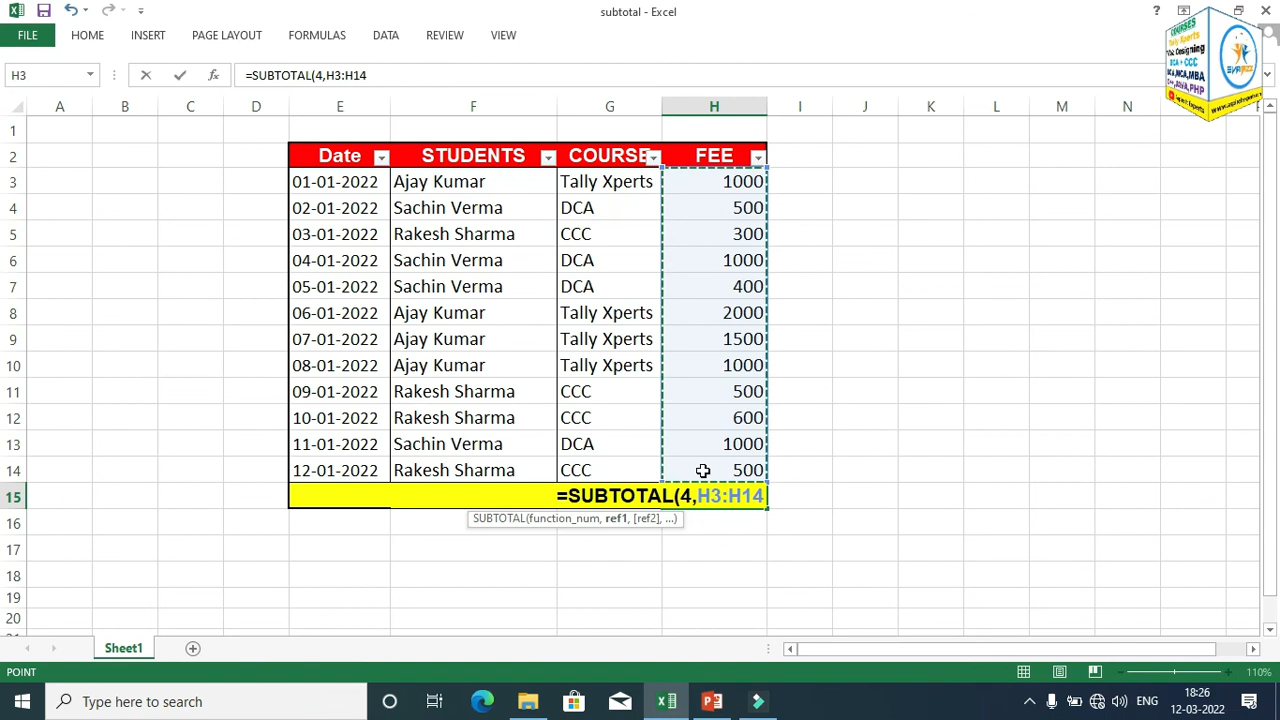 subtotal - Excel
?
FILE HOME INSERT PAGE LAYOUT FORMULAS DATA REVIEW VIEW
COURSES
Tally Xperts
DCA + CCC
H3 fx =SUBTOTAL(4,H3:H14
A B C D E F G H I J K L M N
1
2 Date STUDENTS COURSE FEE
3 01-01-2022 Ajay Kumar Tally Xperts 1000
4 02-01-2022 Sachin Verma DCA 500
5 03-01-2022 Rakesh Sharma CCC 300
6 04-01-2022 Sachin Verma DCA 1000
7 05-01-2022 Sachin Verma DCA 400
8 06-01-2022 Ajay Kumar Tally Xperts 2000
9 07-01-2022 Ajay Kumar Tally Xperts 1500
10 08-01-2022 Ajay Kumar Tally Xperts 1000
11 09-01-2022 Rakesh Sharma CCC 500
12 10-01-2022 Rakesh Sharma CCC 600
13 11-01-2022 Sachin Verma DCA 1000
14 12-01-2022 Rakesh Sharma CCC 500
15 =SUBTOTAL(4,H3:H14
SUBTOTAL(function_num, ref1, [ref2], ...)
16
17
18
19
20
Sheet1
POINT 110%
Type here to search
ENG
18:26
12-03-2022